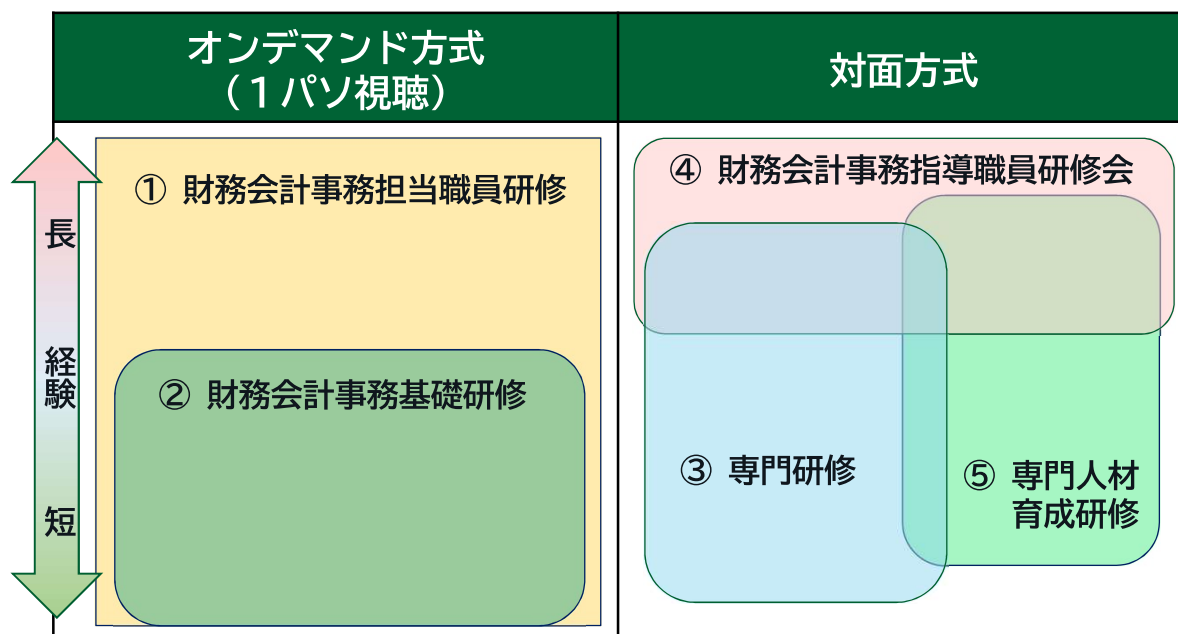 オンデマンド方式
（１パソ視聴）
対面方式
長
経験
短
① 財務会計事務担当職員研修
② 財務会計事務基礎研修
④ 財務会計事務指導職員研修会
③ 専門研修
⑤ 専門人材
育成研修